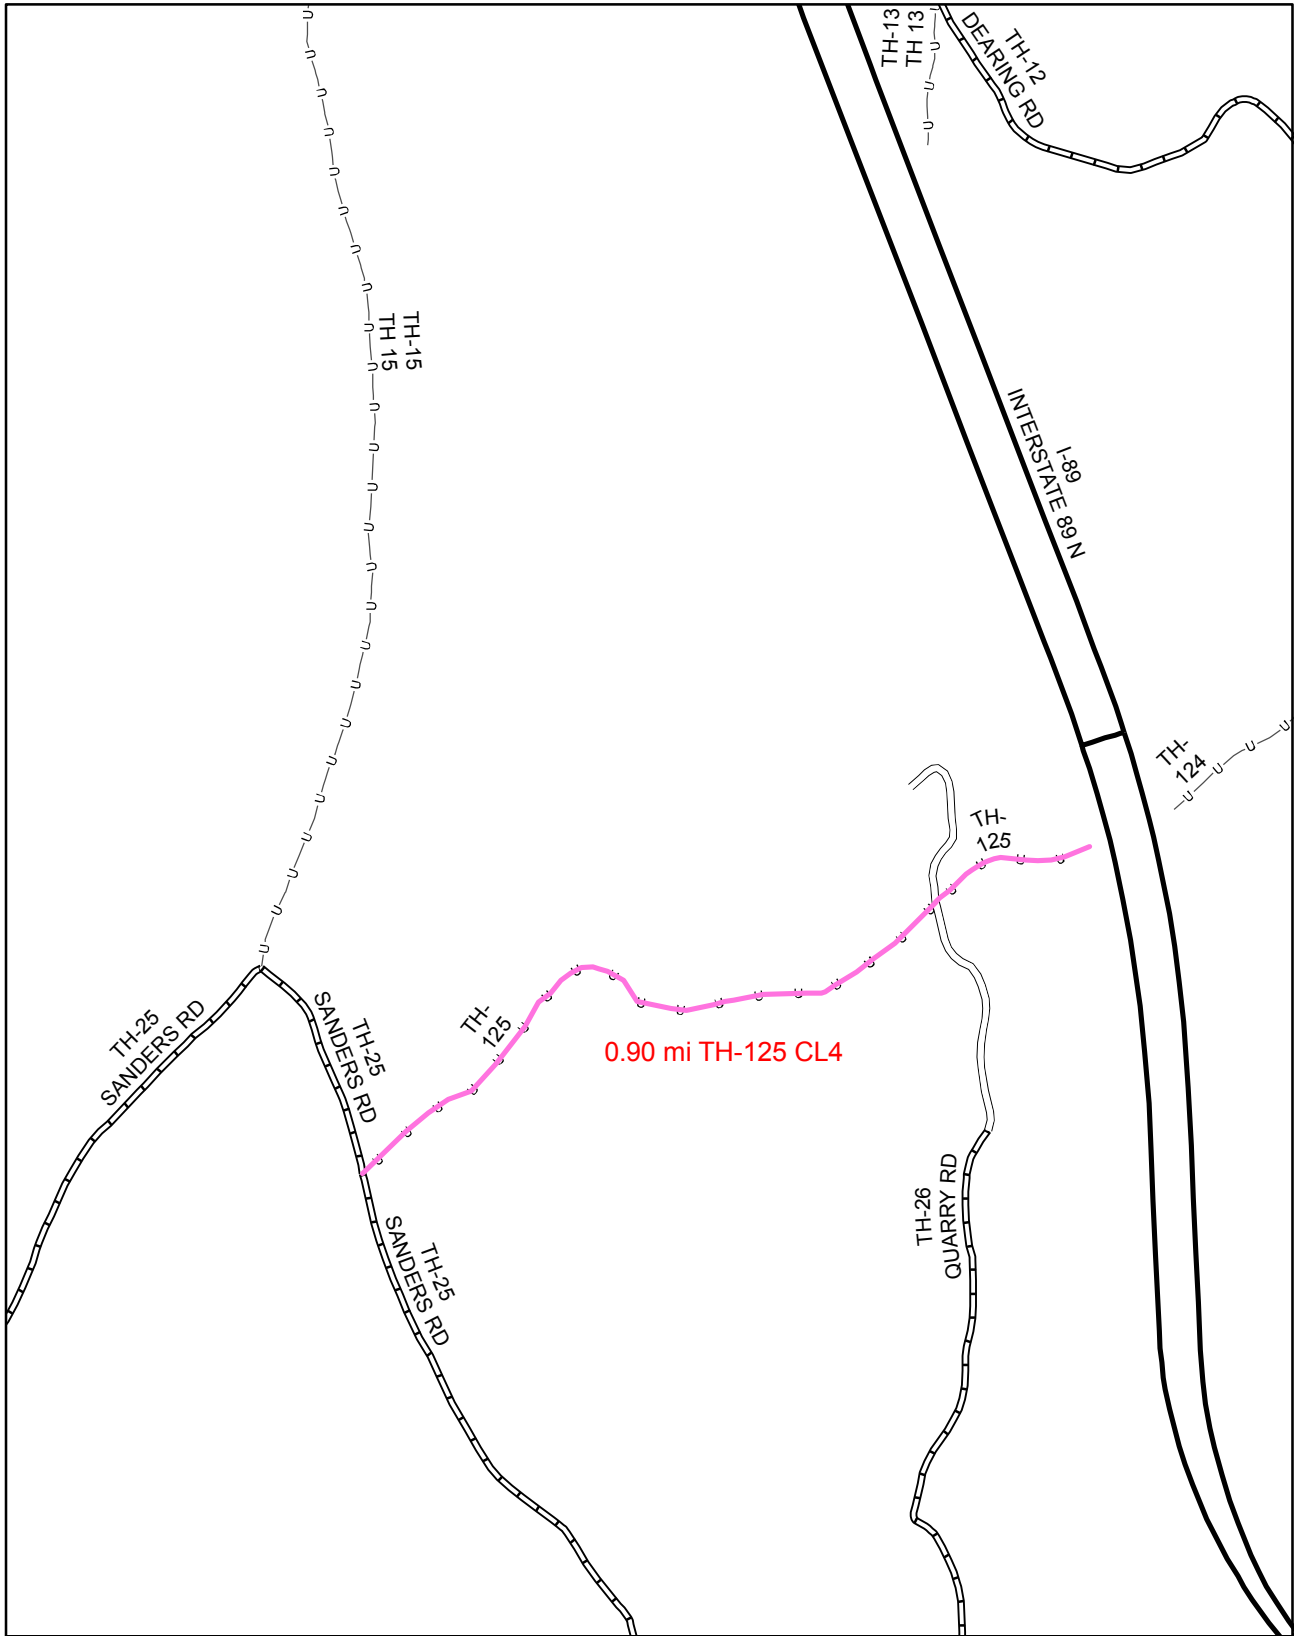 TH-13
TH 13
TH-12
DEARING RD
TH-15
TH 15
I-89
INTERSTATE 89 N
TH-
124
TH-
125
TH-25
SANDERS RD
TH-25
SANDERS RD
TH-
125
0.90 mi TH-125 CL4
TH-26
QUARRY RD
TH-25
SANDERS RD